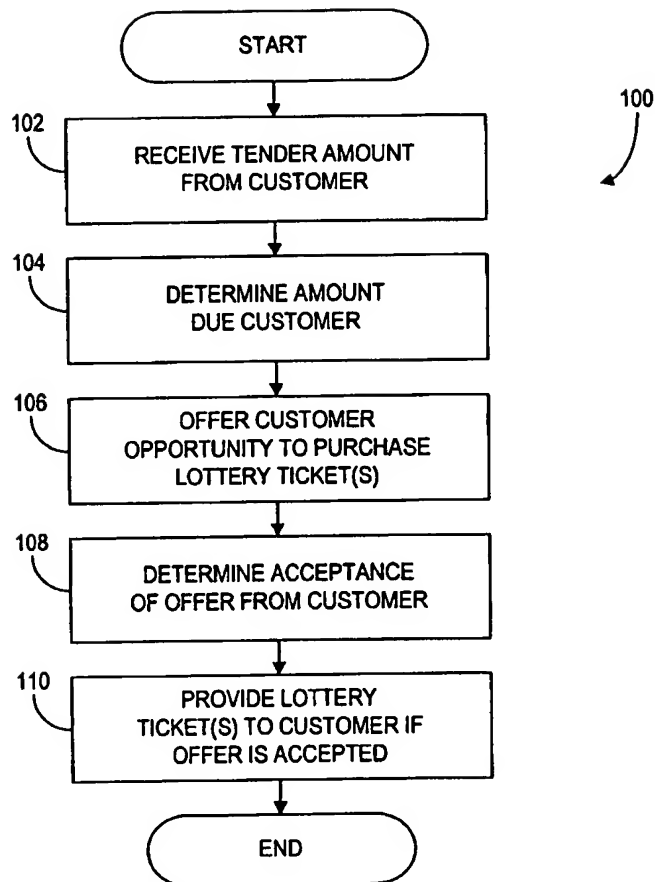 START
100
102
RECEIVE TENDER AMOUNT
FROM CUSTOMER
104
DETERMINE AMOUNT
DUE CUSTOMER
106
OFFER CUSTOMER
OPPORTUNITY TO PURCHASE
LOTTERY TICKET(S)
108
DETERMINE ACCEPTANCE
OF OFFER FROM CUSTOMER
110
PROVIDE LOTTERY
TICKET(S) TO CUSTOMER IF
OFFER IS ACCEPTED
END